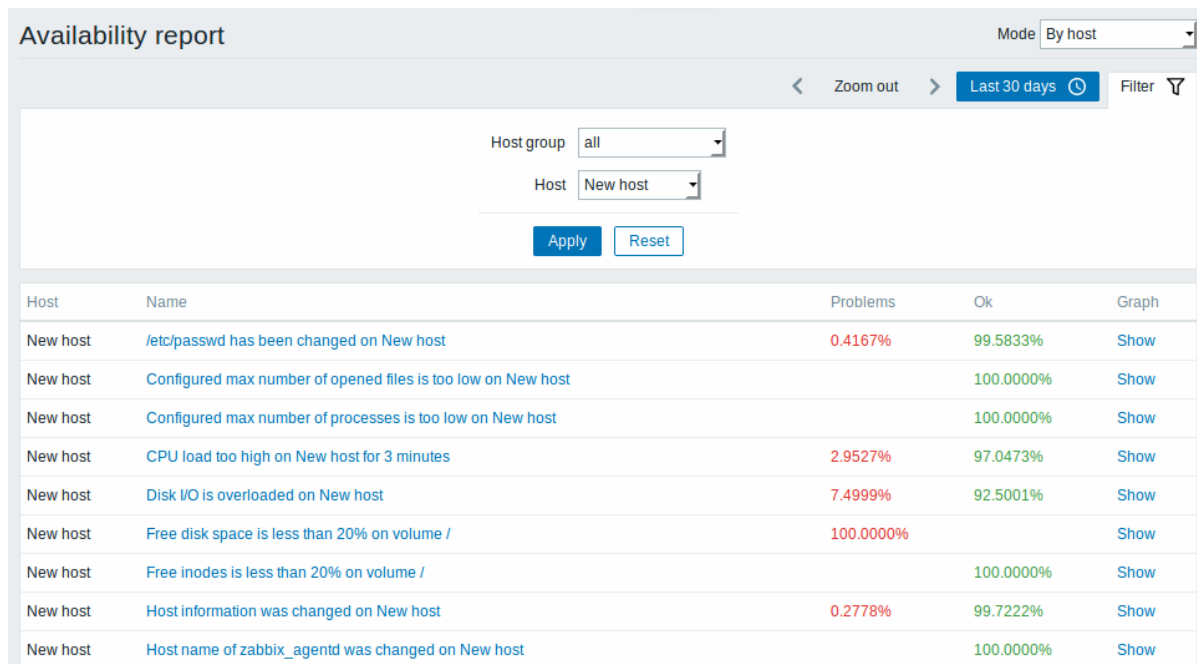 Availability report Mode By host
Zoom out Last 30 days Filter
Host group all
Host New host
Apply Reset
Host Name Problems Ok Graph
New host /etc/passwd has been changed on New host 0.4167% 99.5833% Show
New host Configured max number of opened files is too low on New host 100.0000% Show
New host Configured max number of processes is too low on New host 100.0000% Show
New host CPU load too high on New host for 3 minutes 2.9527% 97.0473% Show
New host Disk I/O is overloaded on New host 7.4999% 92.5001% Show
New host Free disk space is less than 20% on volume / 100.0000% Show
New host Free inodes is less than 20% on volume / 100.0000% Show
New host Host information was changed on New host 0.2778% 99.7222% Show
New host Host name of zabbix_agentd was changed on New host 100.0000% Show